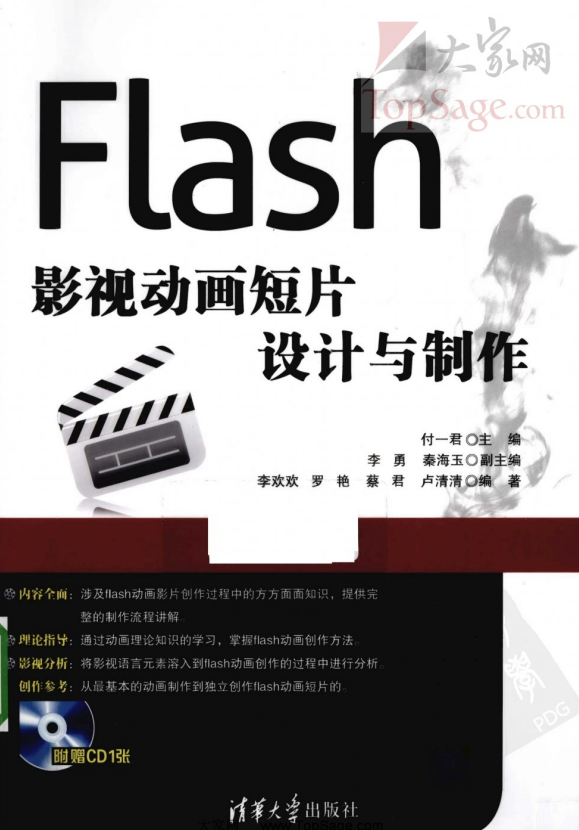 大家网
TopSage.com
Flash
影视动画短片
设计与制作
付一君◎主 编
李 勇 秦海玉◎副主编
李欢欢 罗 艳 蔡 君 卢清清◎编 著
内容全面：涉及flash动画影片创作过程中的方方面面知识，提供完
整的制作流程讲解。
理论指导：通过动画理论知识的学习，掌握flash动画创作方法。
影视分析：将影视语言元素溶入到flash动画创作的过程中进行分析。
创作参考：从最基本的动画制作到独立创作flash动画短片的。
PDG
附赠CD1张
清华大学出版社